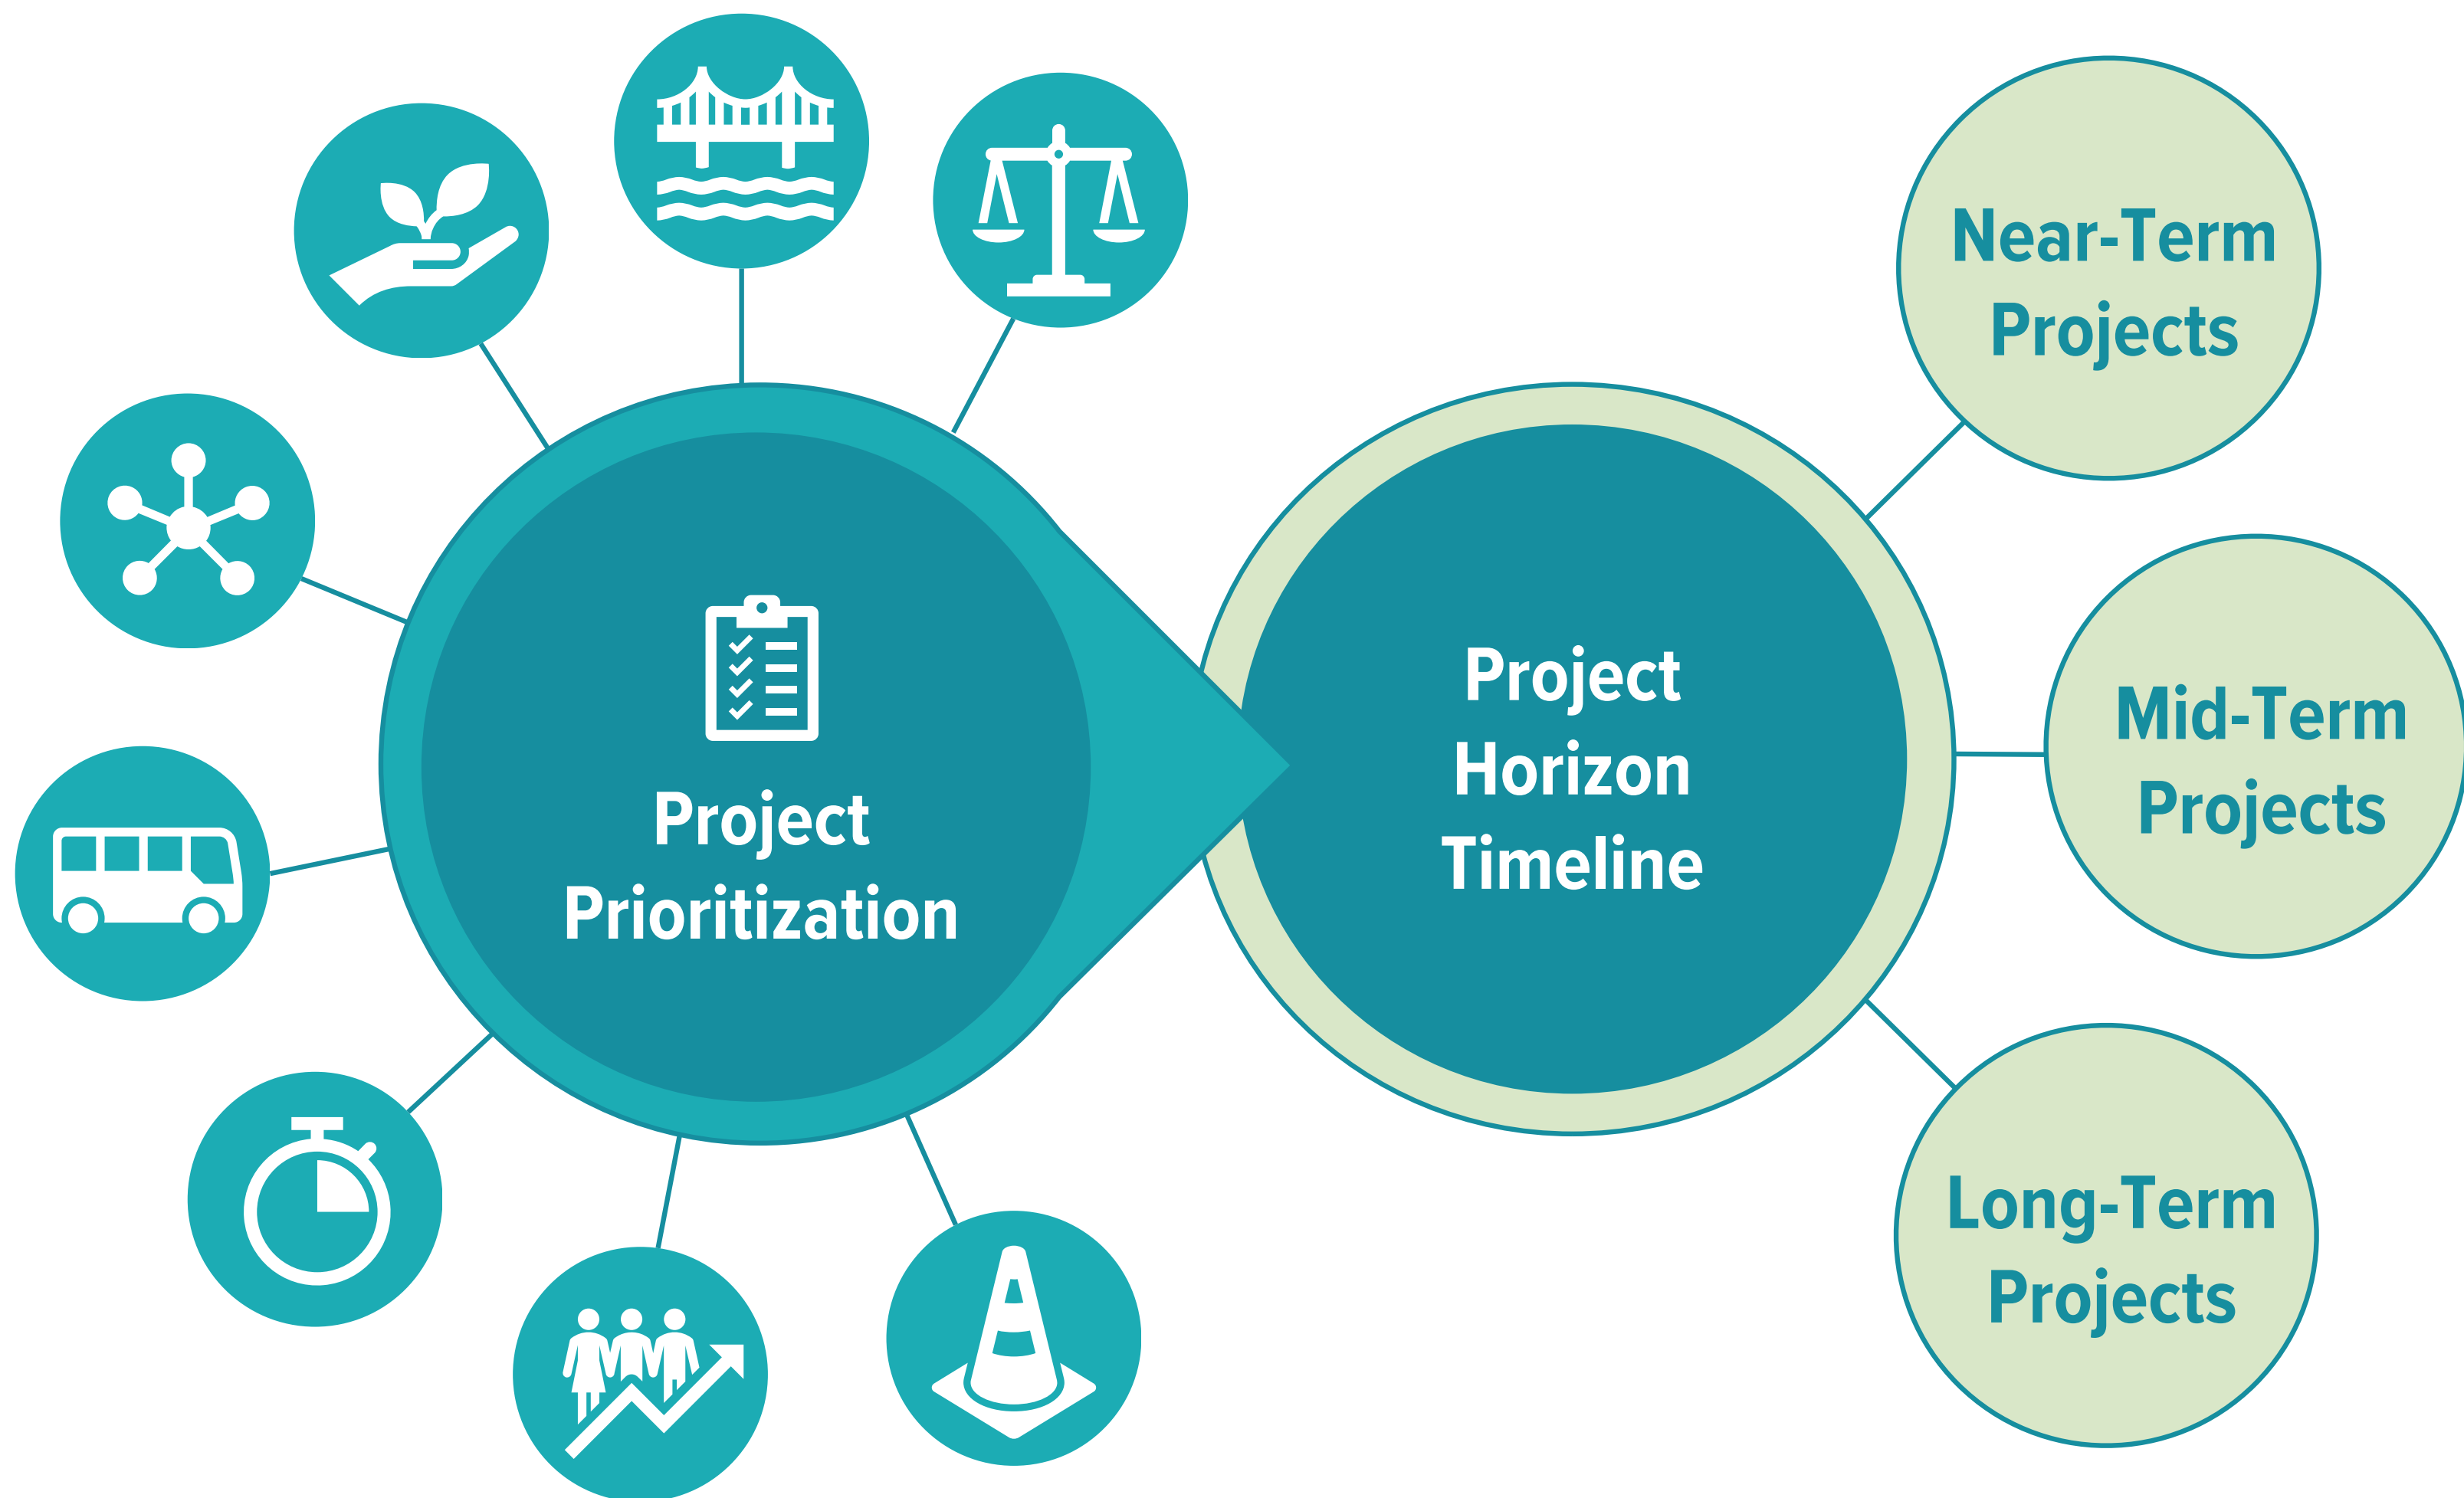 Project
Prioritization
Project
Horizon
Timeline
Near-Term
Projects
Mid-Term
Projects
Long-Term
Projects